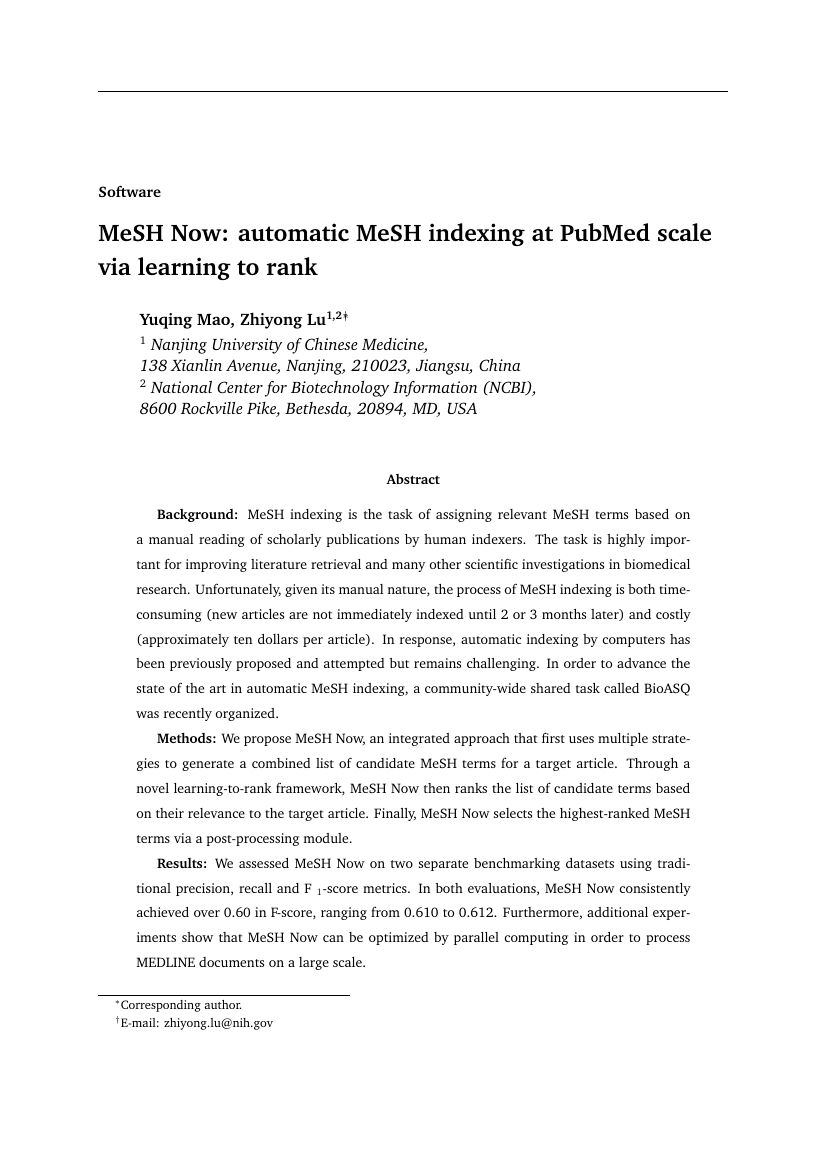 Software
MeSH Now: automatic MeSH indexing at PubMed scale
via learning to rank
Yuqing Mao, Zhiyong Lu1,2*†
1 Nanjing University of Chinese Medicine,
138 Xianlin Avenue, Nanjing, 210023, Jiangsu, China
2 National Center for Biotechnology Information (NCBI),
8600 Rockville Pike, Bethesda, 20894, MD, USA
Abstract
Background: MeSH indexing is the task of assigning relevant MeSH terms based on
a manual reading of scholarly publications by human indexers. The task is highly impor-
tant for improving literature retrieval and many other scientific investigations in biomedical
research. Unfortunately, given its manual nature, the process of MeSH indexing is both time-
consuming (new articles are not immediately indexed until 2 or 3 months later) and costly
(approximately ten dollars per article). In response, automatic indexing by computers has
been previously proposed and attempted but remains challenging. In order to advance the
state of the art in automatic MeSH indexing, a community-wide shared task called BioASQ
was recently organized.
Methods: We propose MeSH Now, an integrated approach that first uses multiple strate-
gies to generate a combined list of candidate MeSH terms for a target article. Through a
novel learning-to-rank framework, MeSH Now then ranks the list of candidate terms based
on their relevance to the target article. Finally, MeSH Now selects the highest-ranked MeSH
terms via a post-processing module.
Results: We assessed MeSH Now on two separate benchmarking datasets using tradi-
tional precision, recall and F 1-score metrics. In both evaluations, MeSH Now consistently
achieved over 0.60 in F-score, ranging from 0.610 to 0.612. Furthermore, additional exper-
iments show that MeSH Now can be optimized by parallel computing in order to process
MEDLINE documents on a large scale.
*Corresponding author.
†E-mail: zhiyong.lu@nih.gov